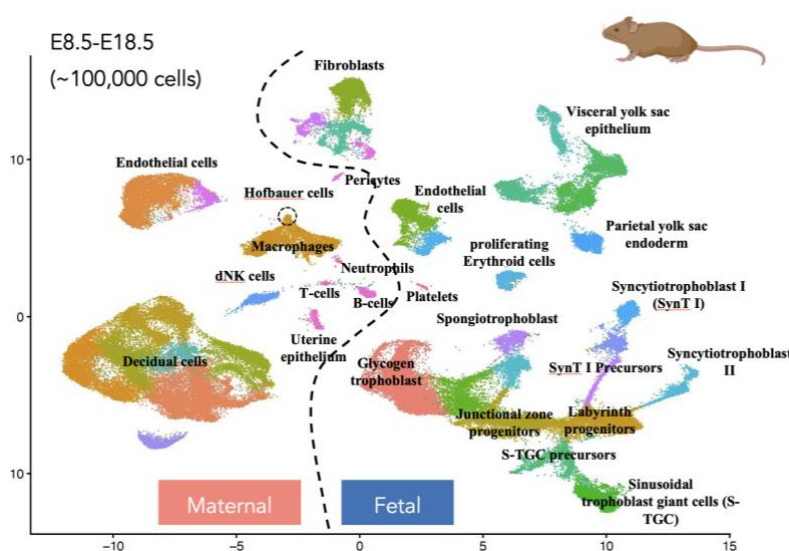 E8.5-E18.5
(~100,000 cells)
Fibroblasts
Visceral yolk sac
epithelium
10
Endothelial cells
Hofbauer cells
Pericytes
Endothelial
cells
Macrophages
Parietal yolk sac
endoderm
proliferating
Erythroid cells
Neutrophils
dNK cells
T-cells
B-cells
Platelets
Syncytiotrophoblast I
(SynT I)
0
Spongiotrophoblast
Uterine
epithelium
Decidual cells
Glycogen
trophoblast
SynT I Precursors
Syncytiotrophoblast
II
Junctional zone
progenitors
Labyrinth
progenitors
S-TGC precursors
10
Maternal
Fetal
Sinusoidal
trophoblast giant cells (S-
TGC)
−10
−5
0
5
10
15